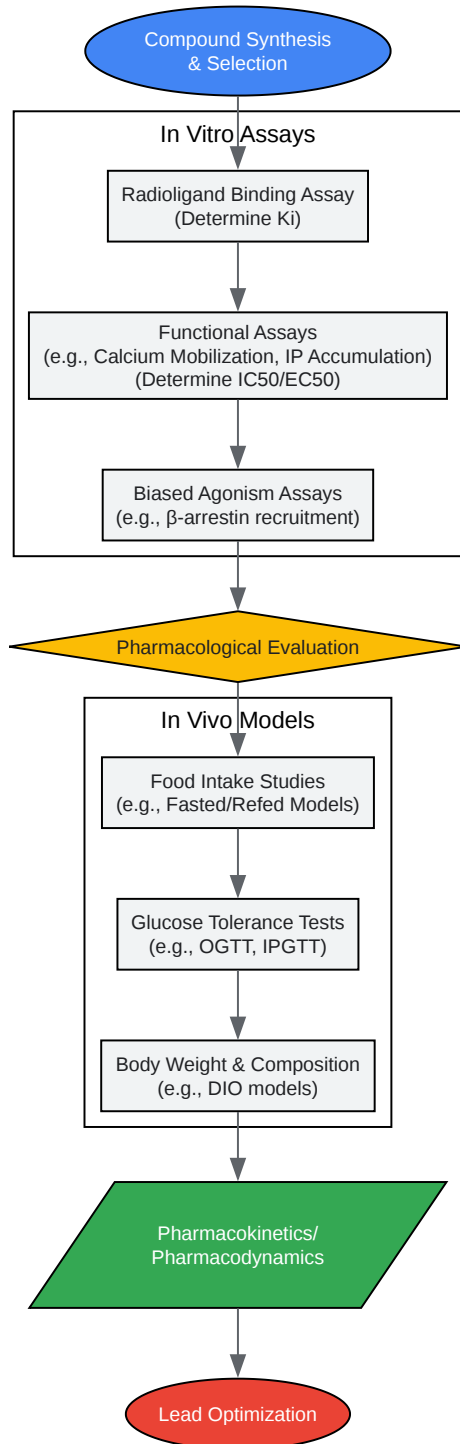 Compound Synthesis
& Selection
In Vitro Assays
Radioligand Binding Assay
(Determine Ki)
Functional Assays
(e.g., Calcium Mobilization, IP Accumulation)
(Determine IC50/EC50)
Biased Agonism Assays
(e.g., β-arrestin recruitment)
Pharmacological Evaluation
In Vivo Models
Food Intake Studies
(e.g., Fasted/Refed Models)
Glucose Tolerance Tests
(e.g., OGTT, IPGTT)
Body Weight & Composition
(e.g., DIO models)
Pharmacokinetics/
Pharmacodynamics
Lead Optimization